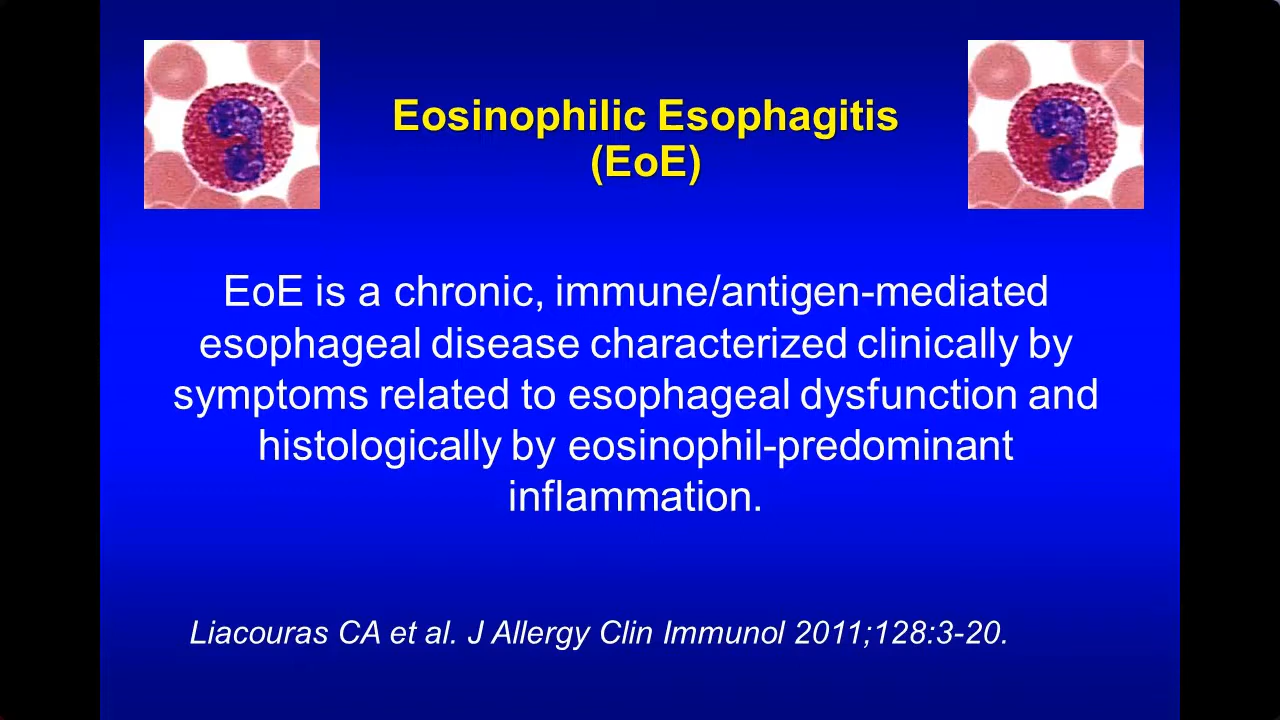 Eosinophilic Esophagitis
(EoE)
EoE is a chronic, immune/antigen-mediated
esophageal disease characterized clinically by
symptoms related to esophageal dysfunction and
histologically by eosinophil-predominant
inflammation.
Liacouras CA et al. J Allergy Clin Immunol 2011;128:3-20.